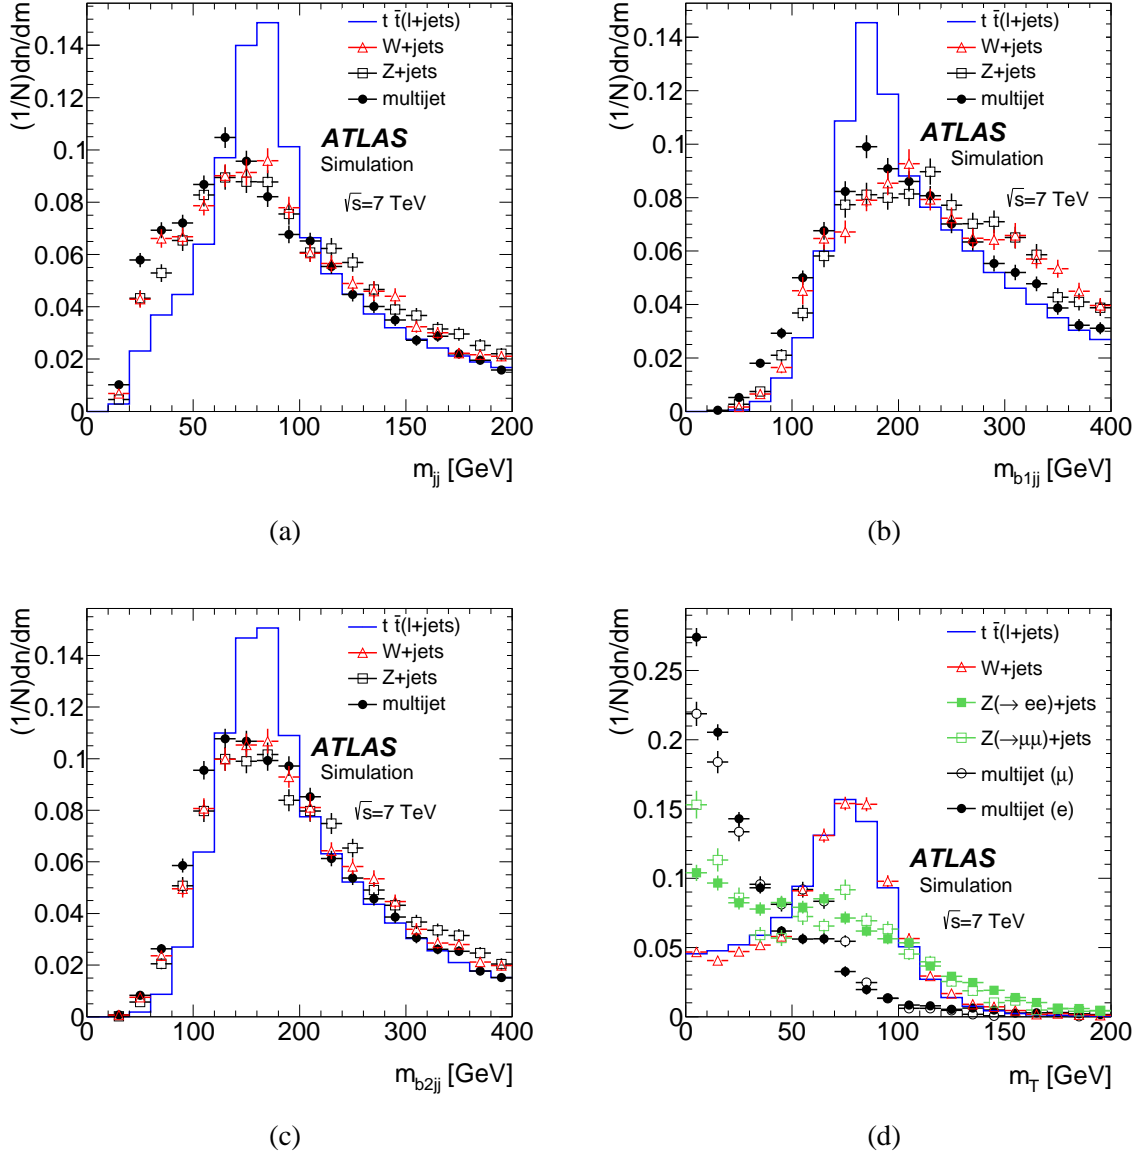 (1/N)dn/dm
0.14
0.12
0.1
0.08
0.06
0.04
0.02
0
0 50 100 150 200
m_jj [GeV]
t t̄(l+jets)
W+jets
Z+jets
multijet
ATLAS
Simulation
√s=7 TeV
(a)
(1/N)dn/dm
0.14
0.12
0.1
0.08
0.06
0.04
0.02
0
0 100 200 300 400
m_b1jj [GeV]
t t̄(l+jets)
W+jets
Z+jets
multijet
ATLAS
Simulation
√s=7 TeV
(b)
(1/N)dn/dm
0.14
0.12
0.1
0.08
0.06
0.04
0.02
0
0 100 200 300 400
m_b2jj [GeV]
t t̄(l+jets)
W+jets
Z+jets
multijet
ATLAS
Simulation
√s=7 TeV
(c)
(1/N)dn/dm
0.25
0.2
0.15
0.1
0.05
0
0 50 100 150 200
m_T [GeV]
t t̄(l+jets)
W+jets
Z(→ ee)+jets
Z(→μμ)+jets
multijet (μ)
multijet (e)
ATLAS
Simulation
√s=7 TeV
(d)